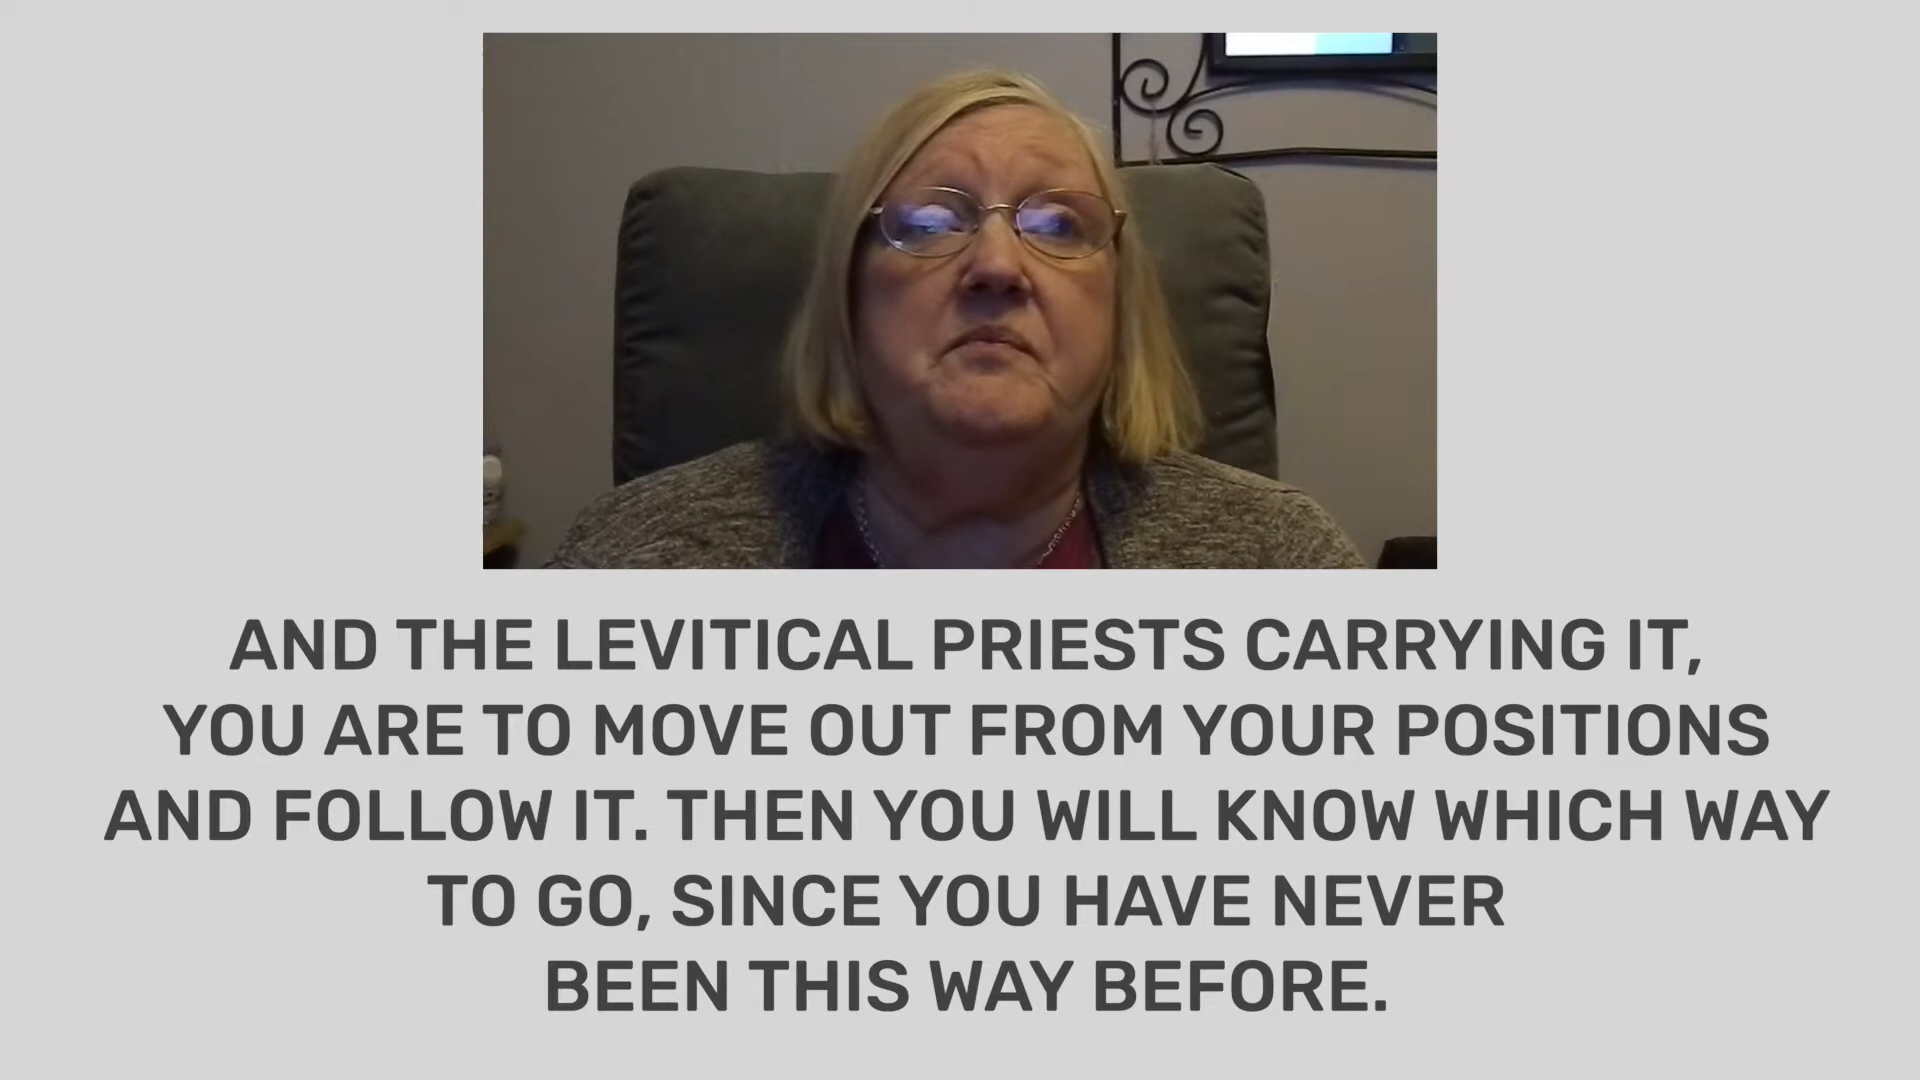 AND THE LEVITICAL PRIESTS CARRYING IT,
YOU ARE TO MOVE OUT FROM YOUR POSITIONS
AND FOLLOW IT. THEN YOU WILL KNOW WHICH WAY
TO GO, SINCE YOU HAVE NEVER
BEEN THIS WAY BEFORE.